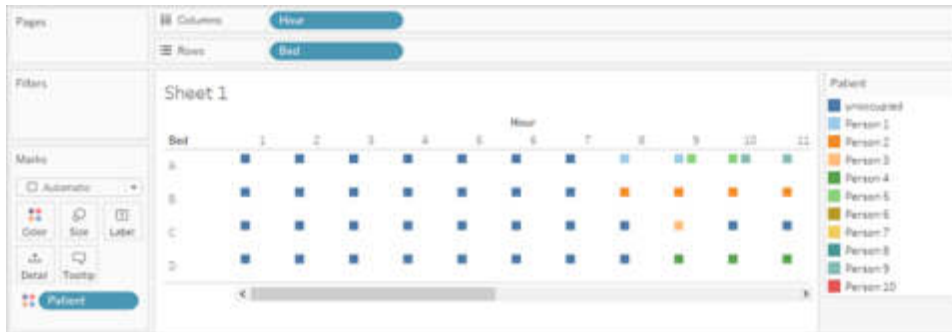 Pages
Columns Hour
Rows Bed
Filters
Sheet 1
Hour
Bed 1 2 3 4 5 6 7 8 9 10 11
A
B
C
D
Marks
Automatic
Color Size Label
Detail Tooltip
Patient
Patient
unoccupied
Person 1
Person 2
Person 3
Person 4
Person 5
Person 6
Person 7
Person 8
Person 9
Person 10